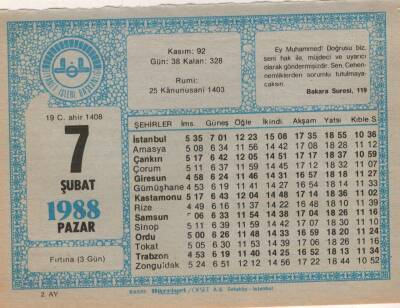 Kasım: 92
Gün: 38 Kalan: 328
Rumi:
25 Kânunusani 1403
Ey Muhammed! Doğrusu biz,
seni hak ile, müjdeci ve uyarıcı
olarak göndermişizdir. Sen Cehen-
nemliklerden sorumlu tutulmaya-
caksın.
Bakara Suresi, 119
19 C. ahir 1408
7
ŞUBAT
1988
PAZAR
Fırtına (3 Gün)
2. AY
ŞEHİRLER İms. Güneş Öğle İkindi Akşam Yatsı Kıble S.
İstanbul 5 35 7 01 12 23 15 08 17 35 18 55 10 36
Amasya 5 08 6 34 11 56 14 42 17 08 18 28 11 12
Çankırı 5 17 6 42 12 05 14 51 17 17 18 37 10 59
Çorum 5 11 6 37 11 59 14 45 17 12 18 32 11 07
Giresun 4 58 6 24 11 46 14 31 16 57 18 18 11 27
Gümüşhane 4 53 6 19 11 41
Kastamonu 5 17 6 43 12 04 14 48 17 14 18 36 11 02
Rize 4 49 6 16 11 37 14 22 16 48 18 10 11 39
Samsun 06 6 33 11 54 14 38 17 04 18 26 11 16
Sinop 5 11 6 39 11 59 14 42 17 07 18 30 11 10
Ordu 5 00 6 26 11 48 14 33 16 59 18 20 11 24
Tokat 5 05 6 30 11 53 14 39 17 06 18 26 11 16
Trabzon 4 53 6 19 11 40 14 25 16 52 18 13 11 34
Zonguldak 5 24 6 51 12 12 14 56 17 22 18 44 10 52